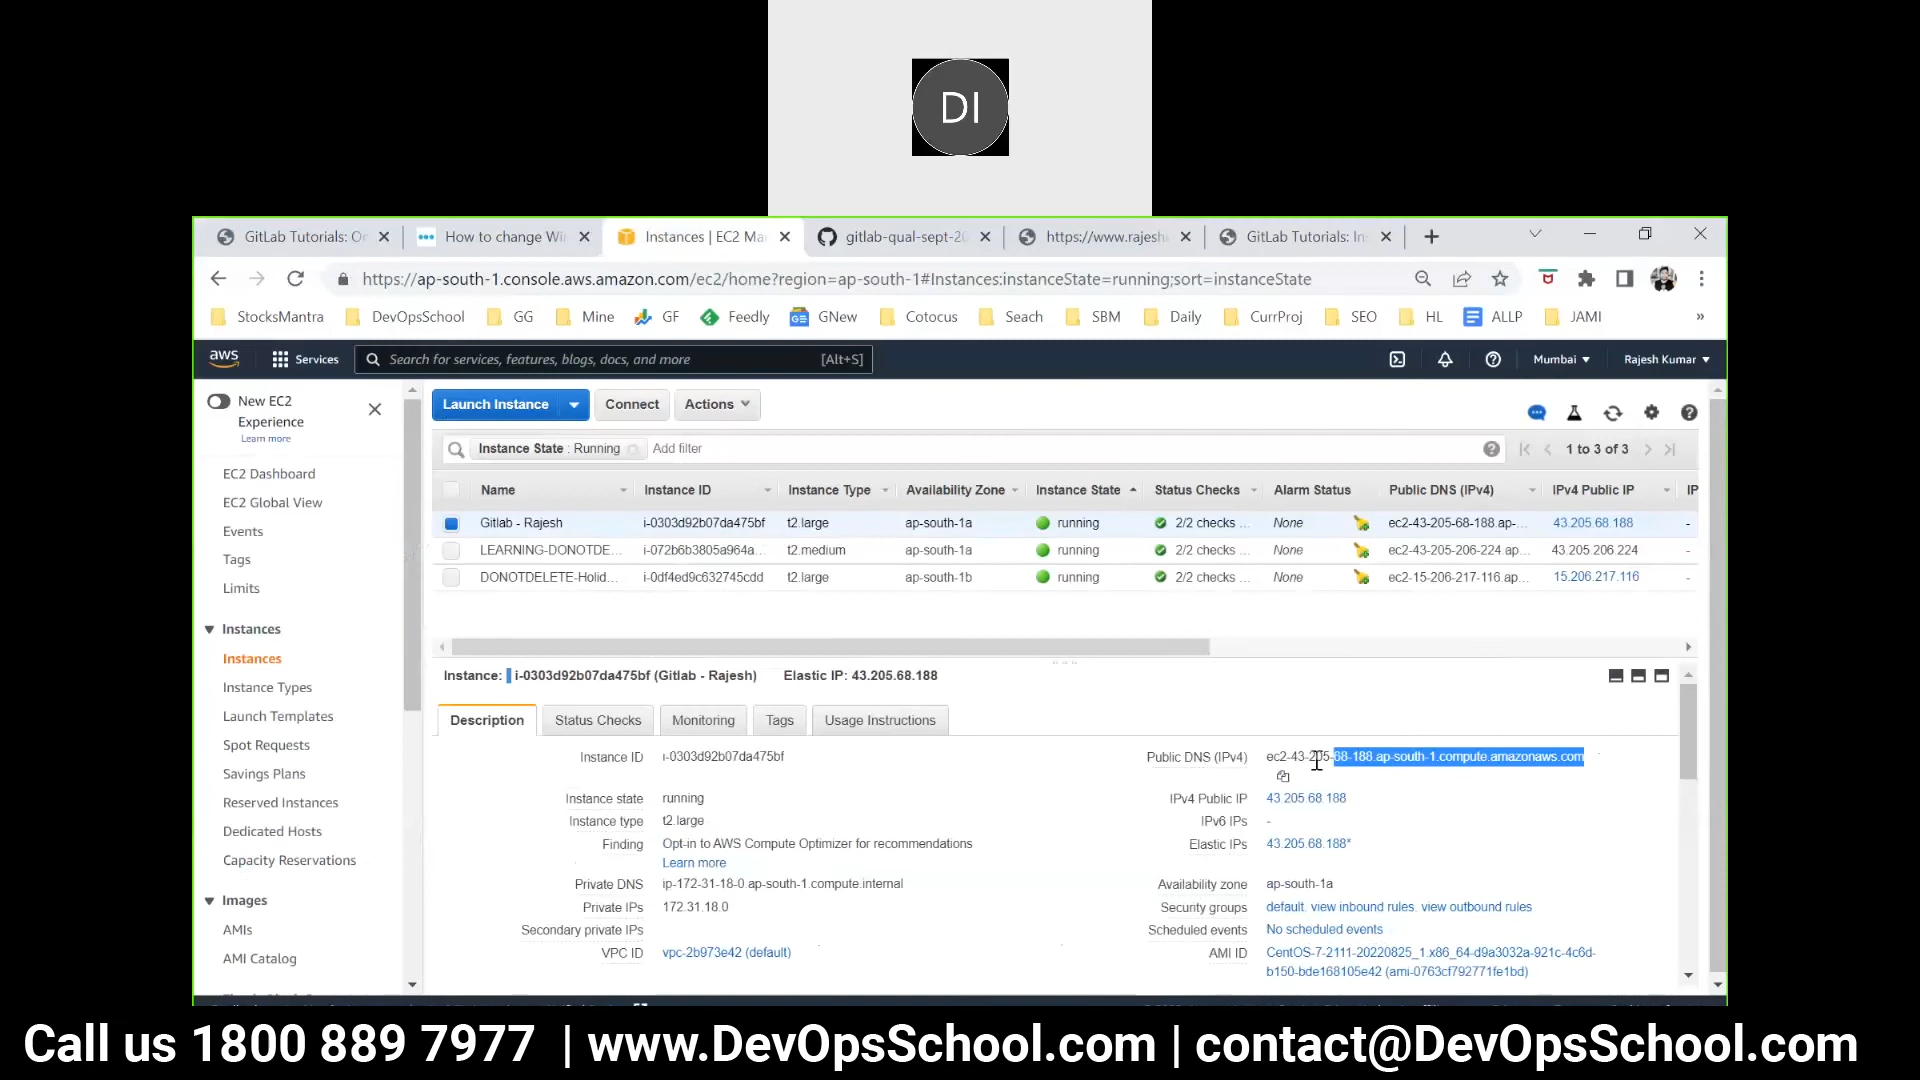 DI
GitLab Tutorials: Or
How to change Wi
Instances | EC2 Ma
gitlab-qual-sept-20
https://www.rajesh
GitLab Tutorials: In
https://ap-south-1.console.aws.amazon.com/ec2/home?region=ap-south-1#Instances:instanceState=running;sort=instanceState
StocksMantra DevOpsSchool GG Mine GF Feedly GNew Cotocus Seach SBM Daily CurrProj SEO HL ALLP JAMI »
aws Services Search for services, features, blogs, docs, and more [Alt+S] Mumbai Rajesh Kumar
New EC2
Experience
Learn more
EC2 Dashboard
EC2 Global View
Events
Tags
Limits
Instances
Instances
Instance Types
Launch Templates
Spot Requests
Savings Plans
Reserved Instances
Dedicated Hosts
Capacity Reservations
Images
AMIs
AMI Catalog
Launch Instance Connect Actions
Instance State : Running Add filter 1 to 3 of 3
Name Instance ID Instance Type Availability Zone Instance State Status Checks Alarm Status Public DNS (IPv4) IPv4 Public IP IP
Gitlab - Rajesh i-0303d92b07da475bf t2.large ap-south-1a running 2/2 checks ... None ec2-43-205-68-188.ap-... 43.205.68.188 -
LEARNING-DONOTDE... i-072b6b3805a964a... t2.medium ap-south-1a running 2/2 checks ... None ec2-43-205-206-224.ap... 43.205.206.224 -
DONOTDELETE-Holid... i-0df4ed9c632745cdd t2.large ap-south-1b running 2/2 checks ... None ec2-15-206-217-116.ap... 15.206.217.116 -
Instance: i-0303d92b07da475bf (Gitlab - Rajesh) Elastic IP: 43.205.68.188
Description Status Checks Monitoring Tags Usage Instructions
Instance ID i-0303d92b07da475bf
Instance state running
Instance type t2.large
Finding Opt-in to AWS Compute Optimizer for recommendations
Learn more
Private DNS ip-172-31-18-0.ap-south-1.compute.internal
Private IPs 172.31.18.0
Secondary private IPs
VPC ID vpc-2b973e42 (default)
Public DNS (IPv4) ec2-43-205-68-188.ap-south-1.compute.amazonaws.com
IPv4 Public IP 43.205.68.188
IPv6 IPs -
Elastic IPs 43.205.68.188*
Availability zone ap-south-1a
Security groups default. view inbound rules. view outbound rules
Scheduled events No scheduled events
AMI ID CentOS-7-2111-20220825_1.x86_64-d9a3032a-921c-4c6d-
b150-bde168105e42 (ami-0763cf792771fe1bd)
Call us 1800 889 7977 | www.DevOpsSchool.com | contact@DevOpsSchool.com